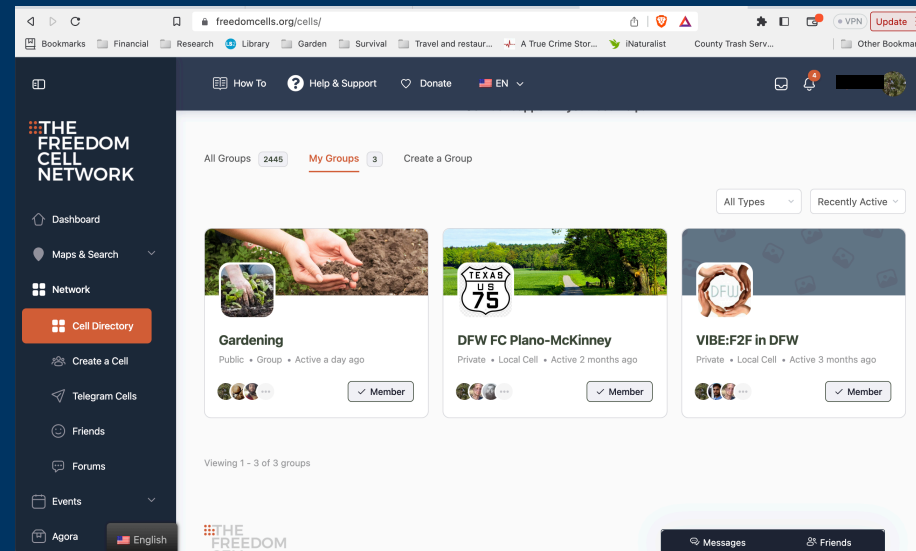 freedomcells.org/cells/
VPN
Update
Bookmarks Financial Research Library Garden Survival Travel and restaur... A True Crime Stor... iNaturalist County Trash Serv... Other Bookmar
How To ? Help & Support Donate EN 4
THE
FREEDOM
CELL
NETWORK
All Groups 2445 My Groups 3 Create a Group
All Types Recently Active
Dashboard
Maps & Search
Network
Cell Directory
Create a Cell
Telegram Cells
Friends
Forums
Events
Agora
English
TEXAS
US
75
DFW
Gardening
Public • Group • Active a day ago
Member
DFW FC Plano-McKinney
Private • Local Cell • Active 2 months ago
Member
VIBE:F2F in DFW
Private • Local Cell • Active 3 months ago
Member
Viewing 1 - 3 of 3 groups
THE
FREEDOM
Messages Friends